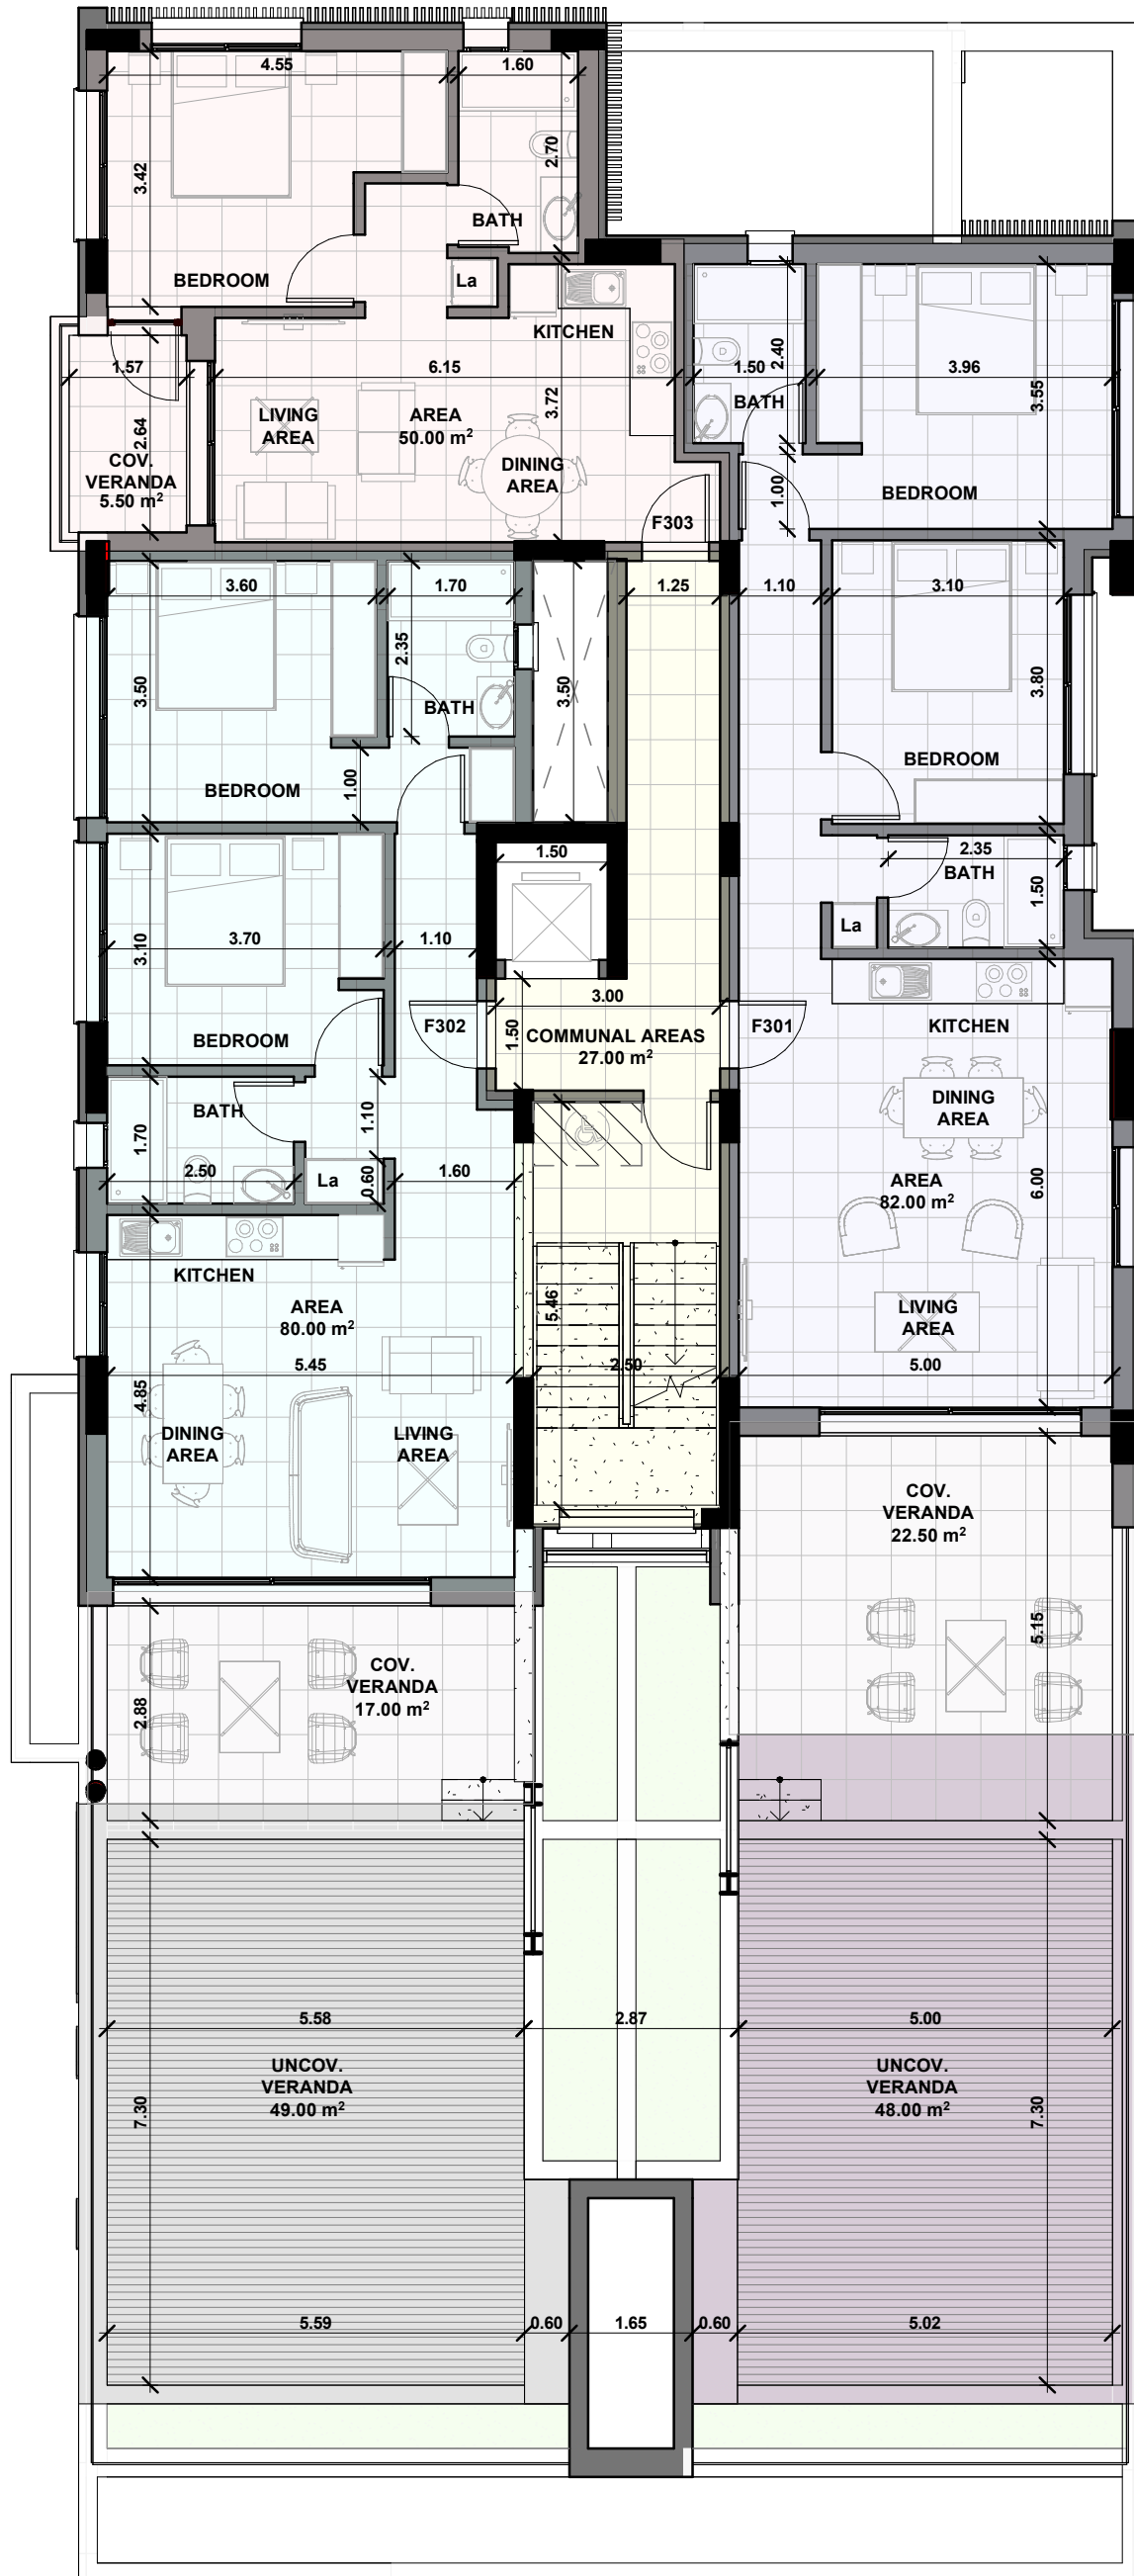 4.55
1.60
3.42
2.70
BATH
BEDROOM
La
KITCHEN
1.57
6.15
3.72
1.50
2.40
3.96
3.55
BATH
LIVING
AREA
AREA
50.00 m²
2.64
COV.
VERANDA
5.50 m²
DINING
AREA
1.00
BEDROOM
F303
3.60
1.70
1.25
1.10
3.10
2.35
3.50
3.50
3.80
BATH
BEDROOM
1.00
BEDROOM
1.50
2.35
BATH
1.50
3.10
3.70
1.10
La
3.00
F302
1.50
COMMUNAL AREAS
27.00 m²
F301
KITCHEN
BEDROOM
BATH
1.10
1.70
2.50
La
0.60
1.60
DINING
AREA
AREA
82.00 m²
6.00
KITCHEN
AREA
80.00 m²
5.46
LIVING
AREA
5.45
2.50
5.00
4.85
DINING
AREA
LIVING
AREA
COV.
VERANDA
22.50 m²
5.15
COV.
VERANDA
17.00 m²
2.88
5.58
2.87
5.00
UNCOV.
VERANDA
49.00 m²
UNCOV.
VERANDA
48.00 m²
7.30
7.30
5.59
0.60
1.65
0.60
5.02